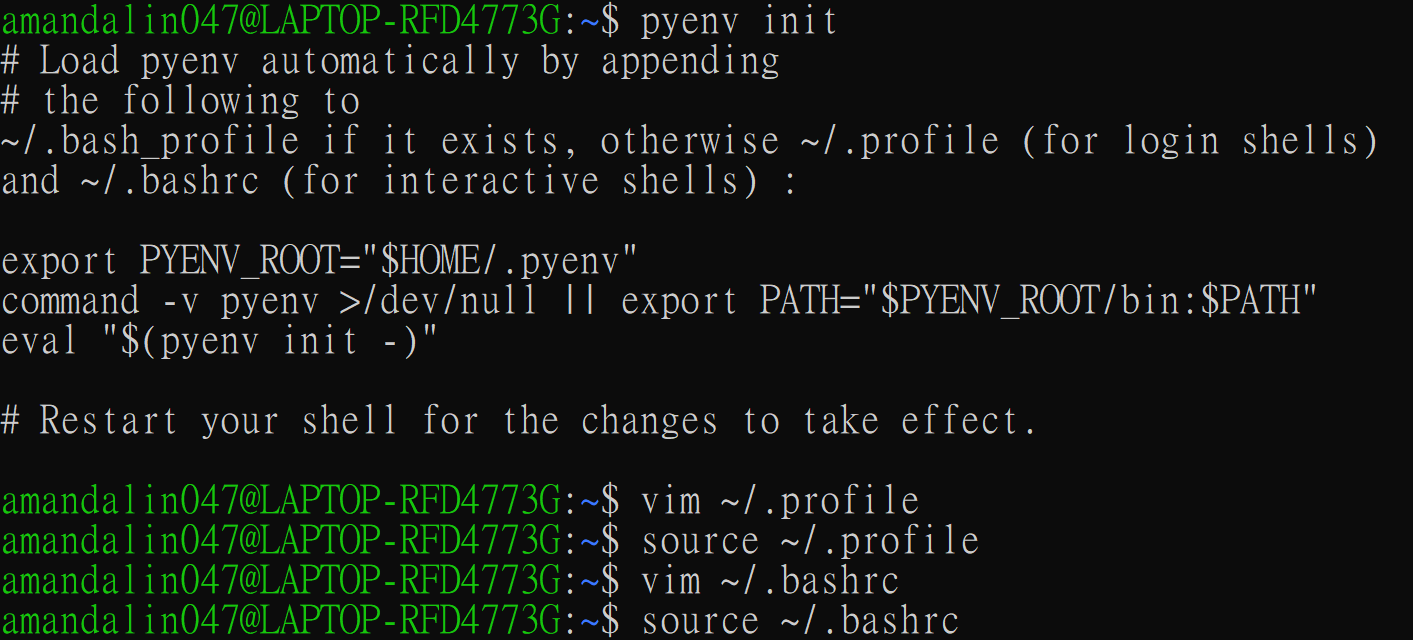 amandalin047@LAPTOP-RFD4773G:~$ pyenv init
# Load pyenv automatically by appending
# the following to
~/.bash_profile if it exists, otherwise ~/.profile (for login shells)
and ~/.bashrc (for interactive shells) :
export PYENV_ROOT="$HOME/.pyenv"
command -v pyenv >/dev/null || export PATH="$PYENV_ROOT/bin:$PATH"
eval "$(pyenv init -)"
# Restart your shell for the changes to take effect.
amandalin047@LAPTOP-RFD4773G:~$ vim ~/.profile
amandalin047@LAPTOP-RFD4773G:~$ source ~/.profile
amandalin047@LAPTOP-RFD4773G:~$ vim ~/.bashrc
amandalin047@LAPTOP-RFD4773G:~$ source ~/.bashrc